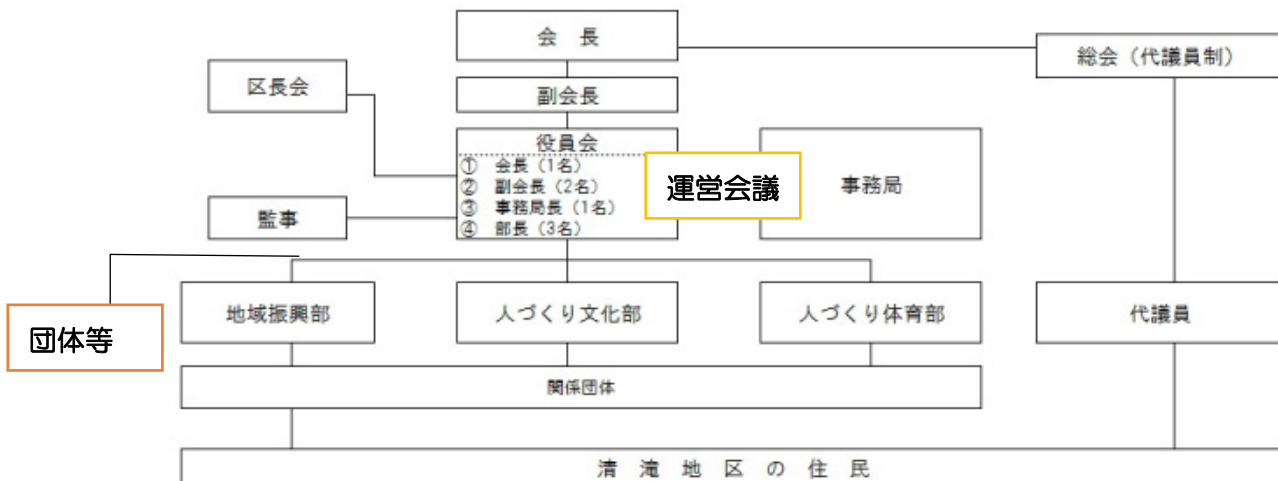 会　長
総会（代議員制）
区長会
副会長
役員会
①　会長（1名）
②　副会長（2名）
③　事務局長（1名）
④　部長（3名）
運営会議
事務局
監事
団体等
地域振興部
人づくり文化部
人づくり体育部
代議員
関係団体
清　滝　地　区　の　住　民